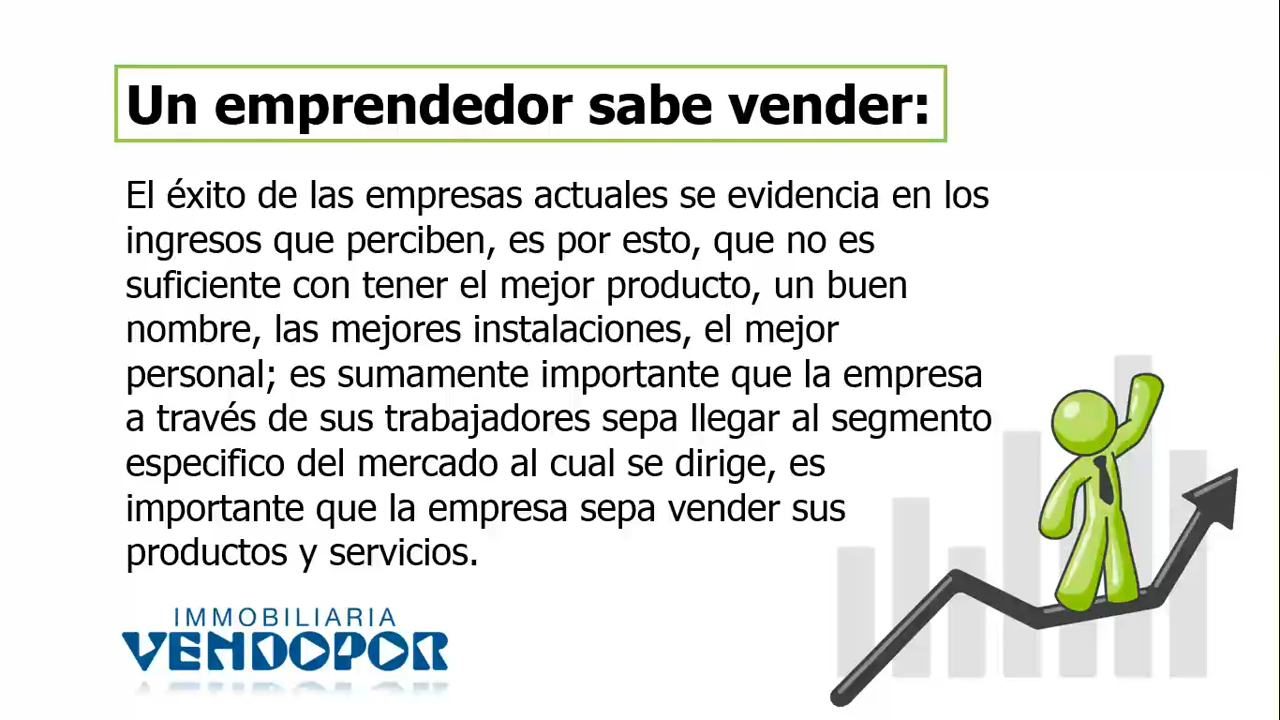 Un emprendedor sabe vender:
El éxito de las empresas actuales se evidencia en los
ingresos que perciben, es por esto, que no es
suficiente con tener el mejor producto, un buen
nombre, las mejores instalaciones, el mejor
personal; es sumamente importante que la empresa
a través de sus trabajadores sepa llegar al segmento
especifico del mercado al cual se dirige, es
importante que la empresa sepa vender sus
productos y servicios.
IMMOBILIARIA
VENDOPOR